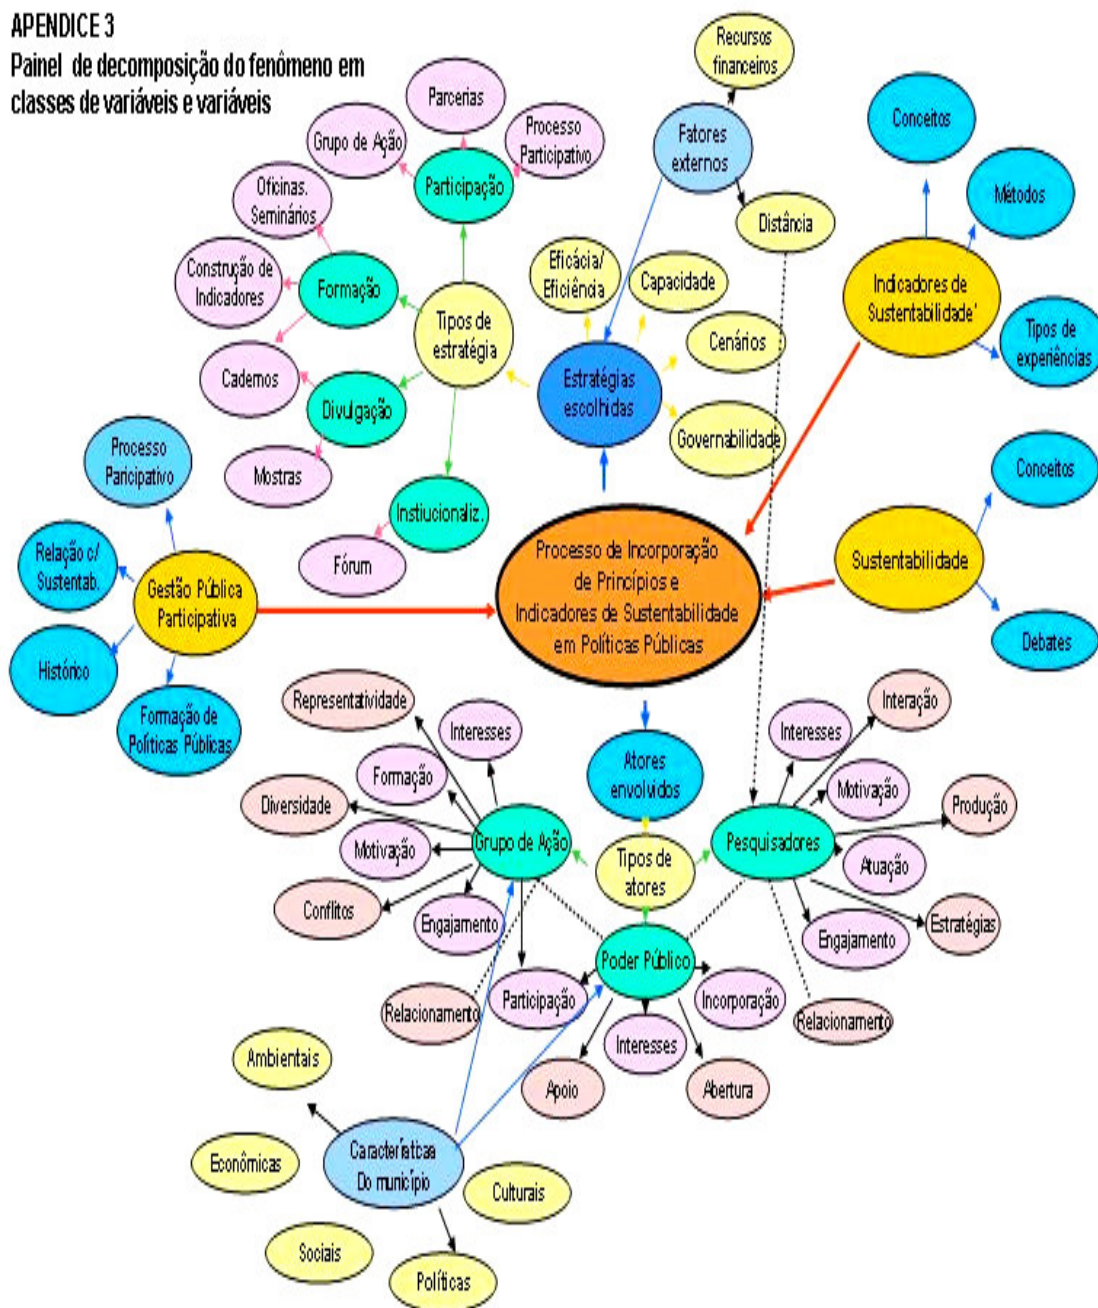 APENDICE 3
Painel de decomposição do fenômeno em
classes de variáveis e variáveis
Recursos
financeiros
Parcerias
Grupo de Ação
Processo
Participativo
Fatores
externos
Conceitos
Oficinas.
Seminários
Participação
Métodos
Distância
Construção de
Indicadores
Formação
Eficácia/
Eficiência
Capacidade
Indicadores de
Sustentabilidade'
Tipos de
estratégia
Cenários
Tipos de
experiências
Cadernos
Divulgação
Estratégias
escolhidas
Governabilidade
Processo
Paricipativo
Mostras
Conceitos
Instiucionaliz.
Fórum
Relação c/
Sustentab.
Gestão Pública
Participativa
Processo de Incorporação
de Princípios e
Indicadores de Sustentabilidade
em Políticas Públicas
Sustentabilidade
Debates
Histórico
Formação de
Políticas Públicas
Representatividade
Interesses
Interesses
Interação
Formação
Atores
envolvidos
Motivação
Diversidade
Produção
Motivação
Grupo de Ação
Tipos de
atores
Pesquisadores
Atuação
Conflitos
Engajamento
Engajamento
Estratégias
Poder Público
Relacionamento
Participação
Incorporação
Relacionamento
Interesses
Apoio
Abertura
Ambientais
Econômicas
Característicaa
Do município
Culturais
Sociais
Políticas